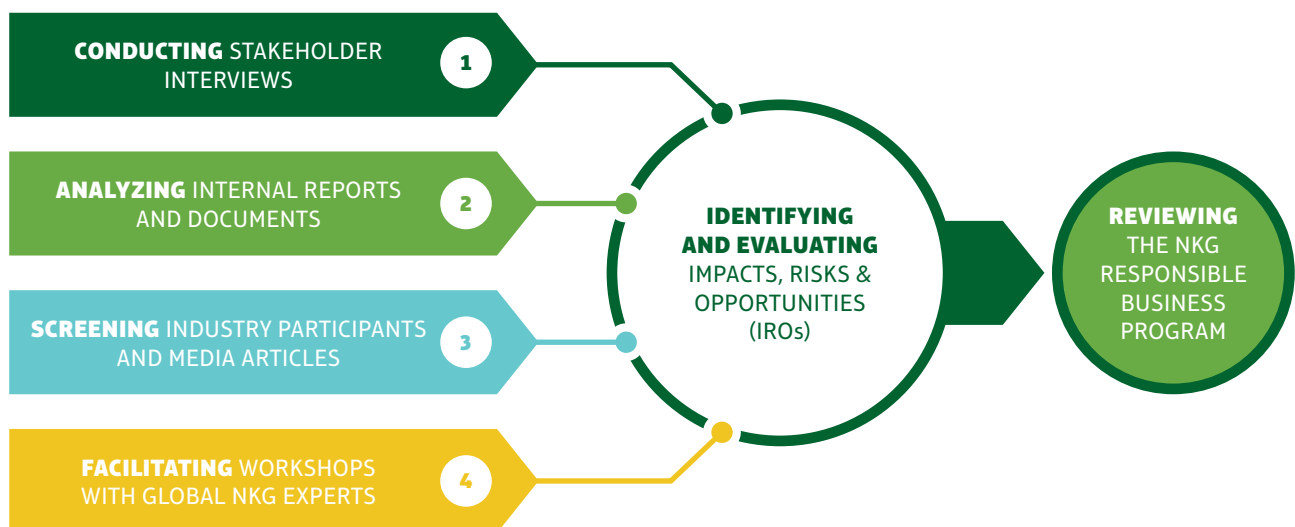 CONDUCTING STAKEHOLDER
INTERVIEWS
1
ANALYZING INTERNAL REPORTS
AND DOCUMENTS
2
SCREENING INDUSTRY PARTICIPANTS
AND MEDIA ARTICLES
3
FACILITATING WORKSHOPS
WITH GLOBAL NKG EXPERTS
4
IDENTIFYING
AND EVALUATING
IMPACTS, RISKS &
OPPORTUNITIES
(IROs)
REVIEWING
THE NKG
RESPONSIBLE
BUSINESS
PROGRAM